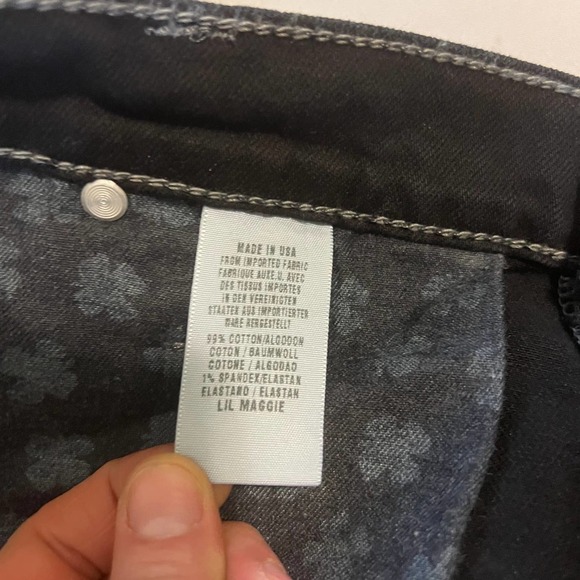 MADE IN USA
FROM IMPORTED FABRIC
FABRIQUE AUX E.U. AVEC
DES TISSUS IMPORTES
IN DEN VEREINIGTEN
STAATEN AUS IMPORTIERTER
WARE HERGESTELLT
99% COTTON/ALGODON
COTON / BAUMWOLL
COTONE / ALGODAO
1% SPANDEX/ELASTAN
ELASTANO / ELASTAN
LIL MAGGIE